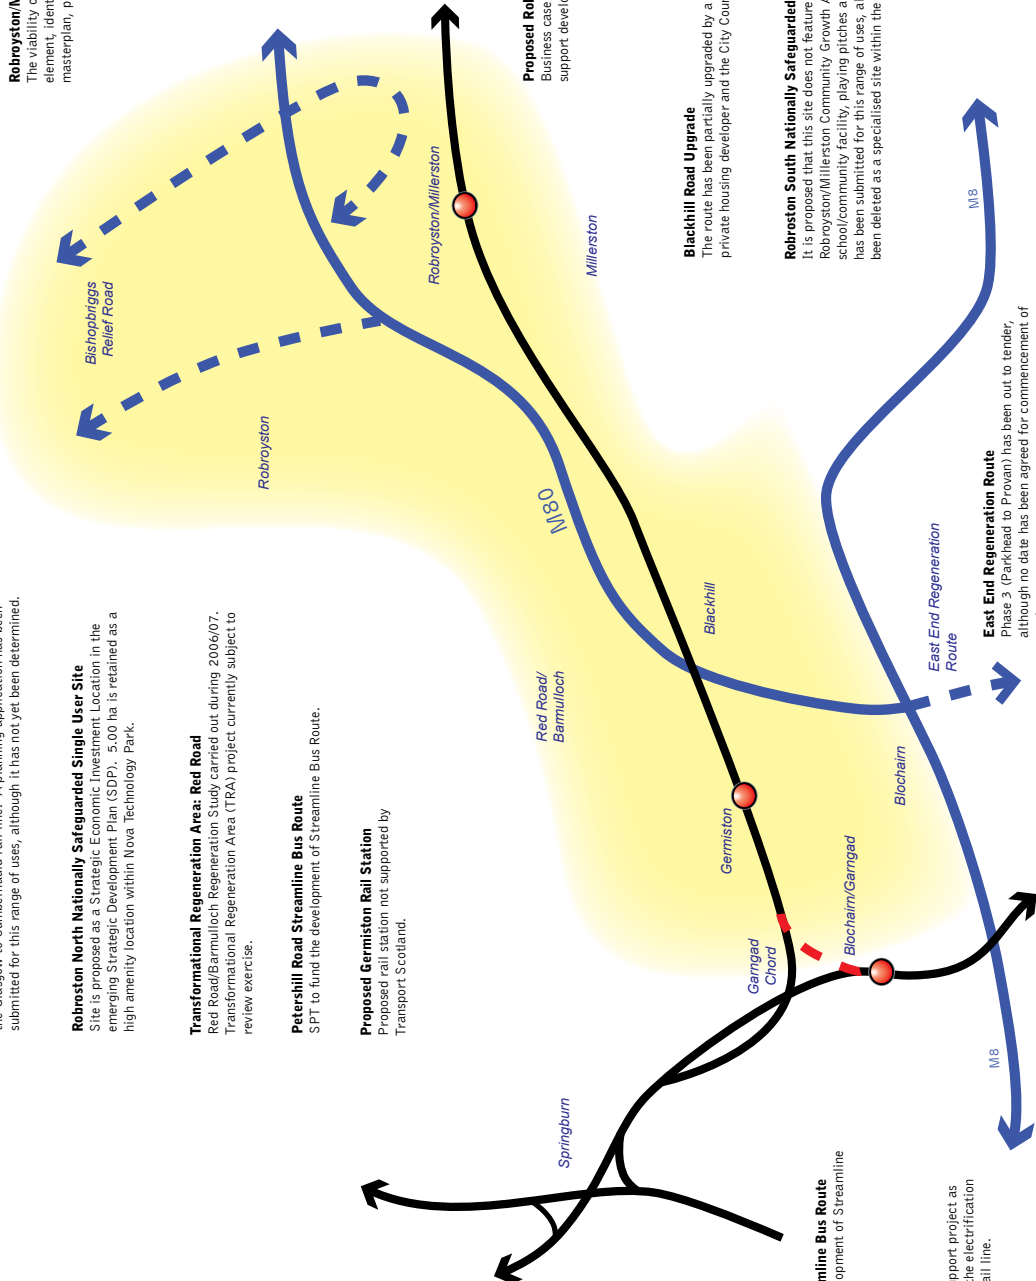 submitted for this range of uses, although it has not yet been determined.
Robroyston/M
The viability o
element, ident
masterplan, p
Robroston North Nationally Safeguarded Single User Site
Site is proposed as a Strategic Economic Investment Location in the
emerging Strategic Development Plan (SDP). 5.00 ha is retained as a
high amenity location within Nova Technology Park.
Bishopbriggs
Relief Road
Transformational Regeneration Area: Red Road
Red Road/Barmulloch Regeneration Study carried out during 2006/07.
Transformational Regeneration Area (TRA) project currently subject to
review exercise.
Robroyston
Petershill Road Streamline Bus Route
SPT to fund the development of Streamline Bus Route.
Proposed Germiston Rail Station
Proposed rail station not supported by
Transport Scotland.
Robroyston/Millerston
Proposed Rob
Business case
support develo
M80
Red Road/
Barmulloch
Springburn
Millerston
Blackhill Road Upgrade
The route has been partially upgraded by a
private housing developer and the City Coun
Blackhill
Germiston
Garngad
Chord
Robroston South Nationally Safeguarded
It is proposed that this site does not feature
Robroyston/Millerston Community Growth A
school/community facility, playing pitches a
has been submitted for this range of uses, al
been deleted as a specialised site within the
mline Bus Route
opment of Streamline
Blochairn/Garngad
Blochairn
East End Regeneration
Route
M8
M8
East End Regeneration Route
Phase 3 (Parkhead to Provan) has been out to tender,
although no date has been agreed for commencement of
pport project as
he electrification
ail line.